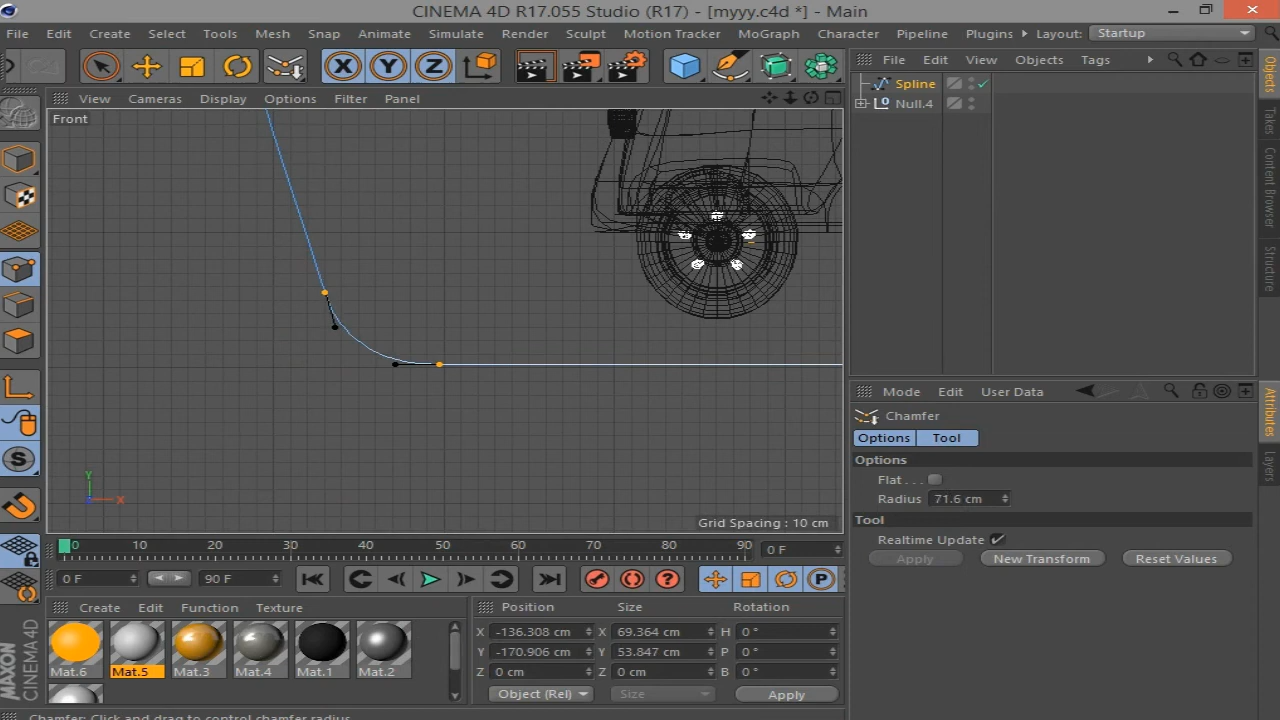 CINEMA 4D R17.055 Studio (R17) - [myyy.c4d *] - Main
File Edit Create Select Tools Mesh Snap Animate Simulate Render Sculpt Motion Tracker MoGraph Character Pipeline Plugins Layout: Startup
X Y Z
File Edit View Objects Tags
View Cameras Display Options Filter Panel
Front
Spline
Null.4
Objects
Takes
Content Browser
Structure
Mode Edit User Data
Chamfer
Options Tool
Options
Flat . . .
Radius 71.6 cm
Tool
Realtime Update
Apply New Transform Reset Values
Attributes
Layers
Y
X
Grid Spacing : 10 cm
0 10 20 30 40 50 60 70 80 90 0 F
0 F 90 F
P
Create Edit Function Texture
Mat.6 Mat.5 Mat.3 Mat.4 Mat.1 Mat.2
Position Size Rotation
X -136.308 cm X 69.364 cm H 0 °
Y -170.906 cm Y 53.847 cm P 0 °
Z 0 cm Z 0 cm B 0 °
Object (Rel) Size Apply
MAXON CINEMA 4D
Chamfer: Click and drag to control chamfer radius.